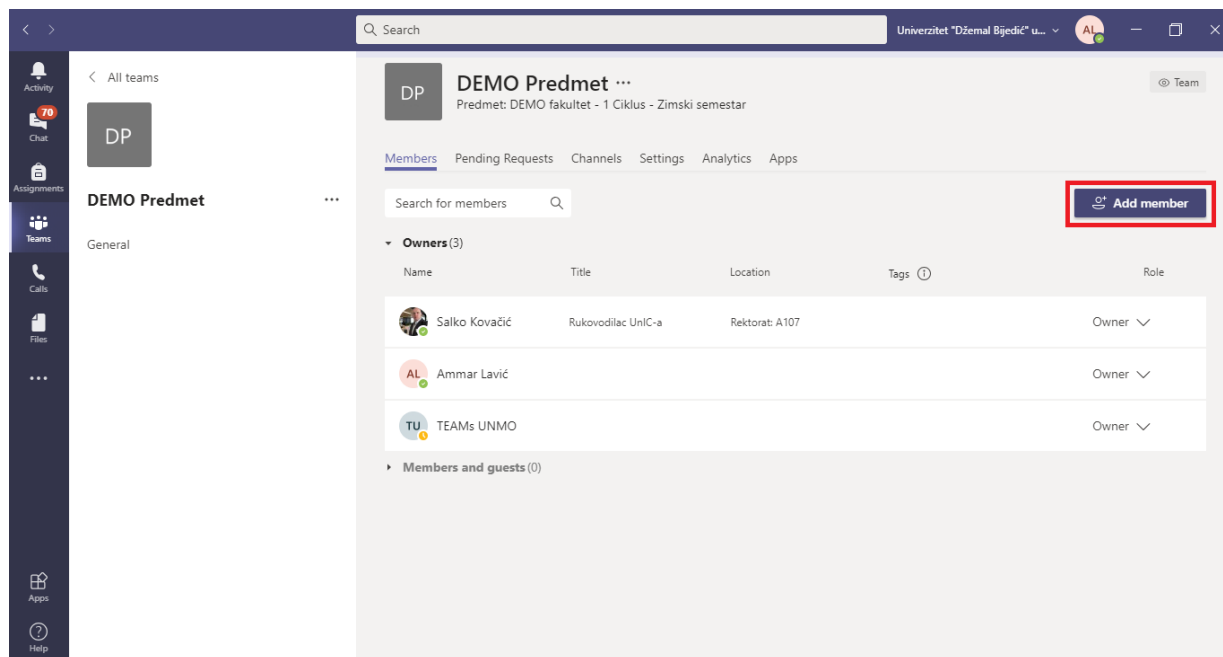 Search
Univerzitet "Džemal Bijedić" u...
AL
Activity
70
Chat
Assignments
Teams
Calls
Files
Apps
Help
All teams
DP
DEMO Predmet
General
DP
DEMO Predmet
Predmet: DEMO fakultet - 1 Ciklus - Zimski semestar
Team
Members Pending Requests Channels Settings Analytics Apps
Search for members
Add member
Owners (3)
Name Title Location Tags Role
Salko Kovačić Rukovodilac UnIC-a Rektorat: A107 Owner
AL Ammar Lavić Owner
TU TEAMs UNMO Owner
Members and guests (0)